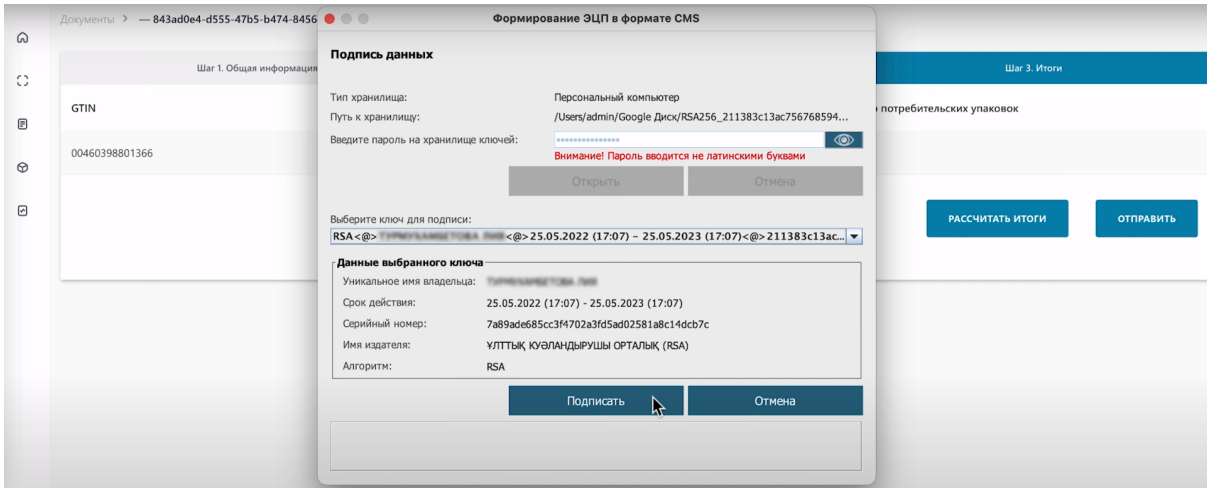 Документы > — 843ad0e4-d555-47b5-b474-8456
Шаг 1. Общая информация
Шаг 3. Итоги
GTIN
потребительских упаковок
00460398801366
РАССЧИТАТЬ ИТОГИ
ОТПРАВИТЬ
Формирование ЭЦП в формате CMS
Подпись данных
Тип хранилища: Персональный компьютер
Путь к хранилищу: /Users/admin/Google Диск/RSA256_211383c13ac756768594...
Введите пароль на хранилище ключей:
Внимание! Пароль вводится не латинскими буквами
Открыть Отмена
Выберите ключ для подписи:
RSA<@> <@>25.05.2022 (17:07) – 25.05.2023 (17:07)<@>211383c13ac...
Данные выбранного ключа
Уникальное имя владельца:
Срок действия: 25.05.2022 (17:07) - 25.05.2023 (17:07)
Серийный номер: 7a89ade685cc3f4702a3fd5ad02581a8c14dcb7c
Имя издателя: ҰЛТТЫҚ КУӘЛАНДЫРУШЫ ОРТАЛЫҚ (RSA)
Алгоритм: RSA
Подписать Отмена